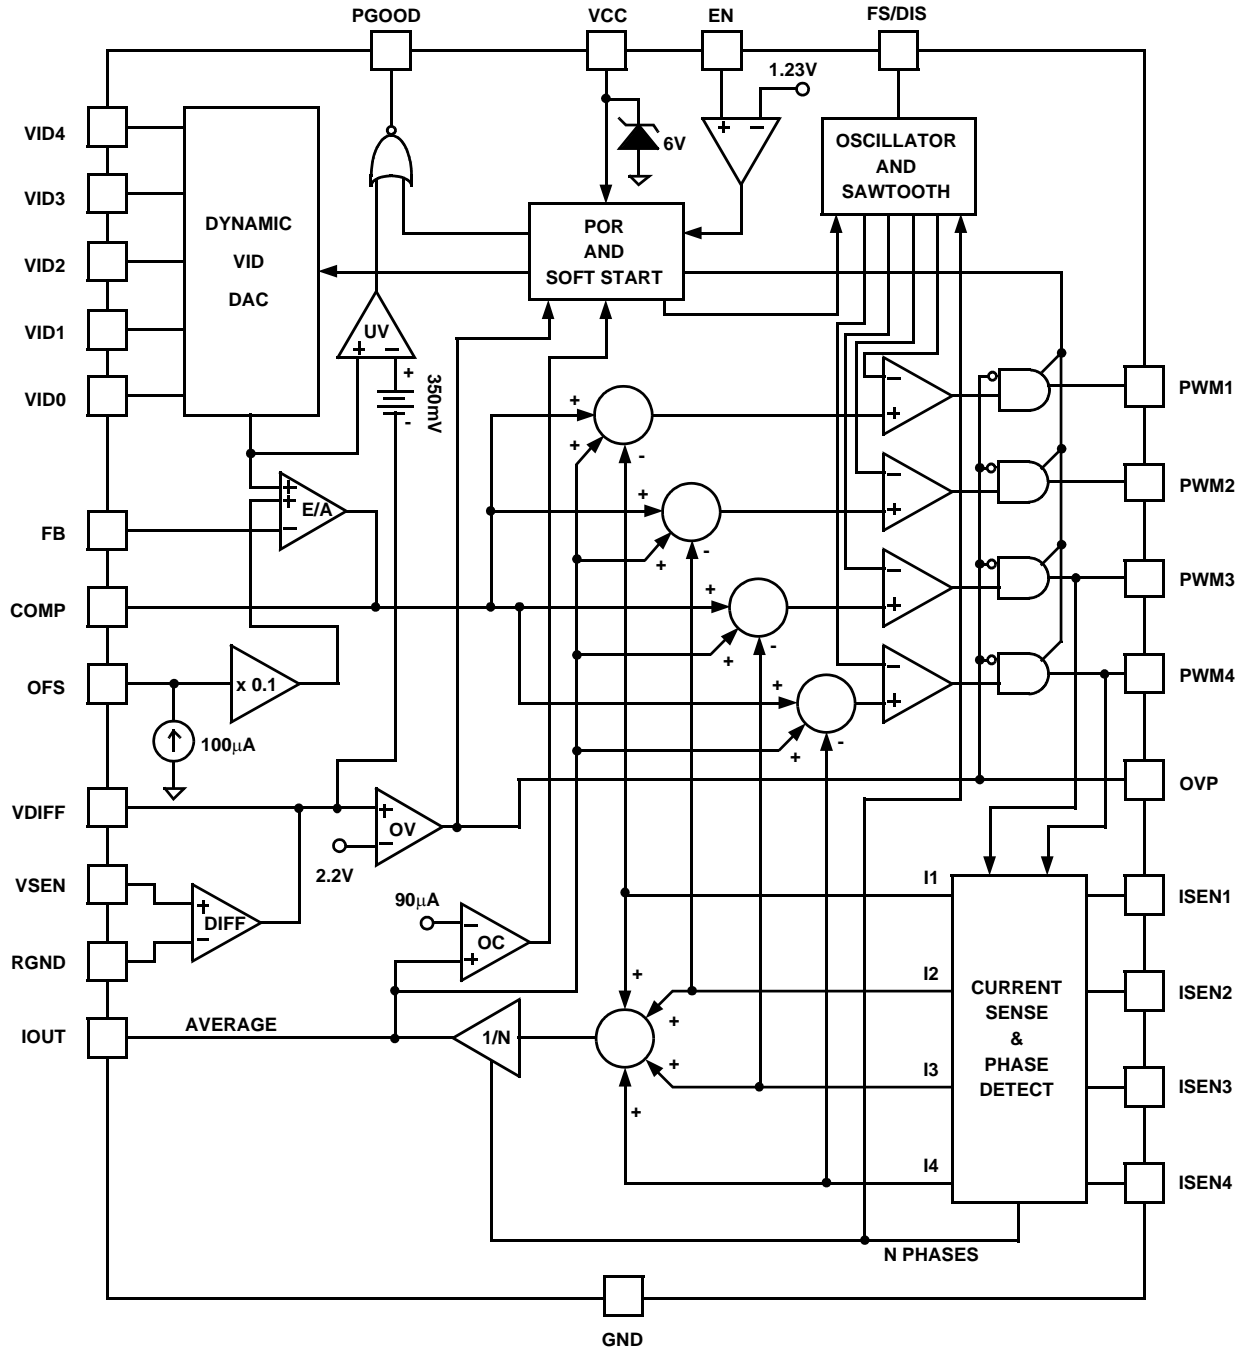 PGOOD
VCC
EN
FS/DIS
1.23V
6V
VID4
VID3
VID2
VID1
VID0
DYNAMIC
VID
DAC
OSCILLATOR
AND
SAWTOOTH
+ −
POR
AND
SOFT START
UV
+ −
+
350mV
-
FB
COMP
OFS
+
+
E/A
−
x 0.1
100µA
+
+
-
+
+
-
+
+
-
+
+
-
−
+
−
+
−
+
−
+
PWM1
PWM2
PWM3
PWM4
OVP
VDIFF
VSEN
RGND
IOUT
+
OV
−
2.2V
+
DIFF
−
90µA
−
OC
+
AVERAGE
1/N
+
+
+
+
I1
I2
I3
I4
CURRENT
SENSE
&
PHASE
DETECT
ISEN1
ISEN2
ISEN3
ISEN4
N PHASES
GND